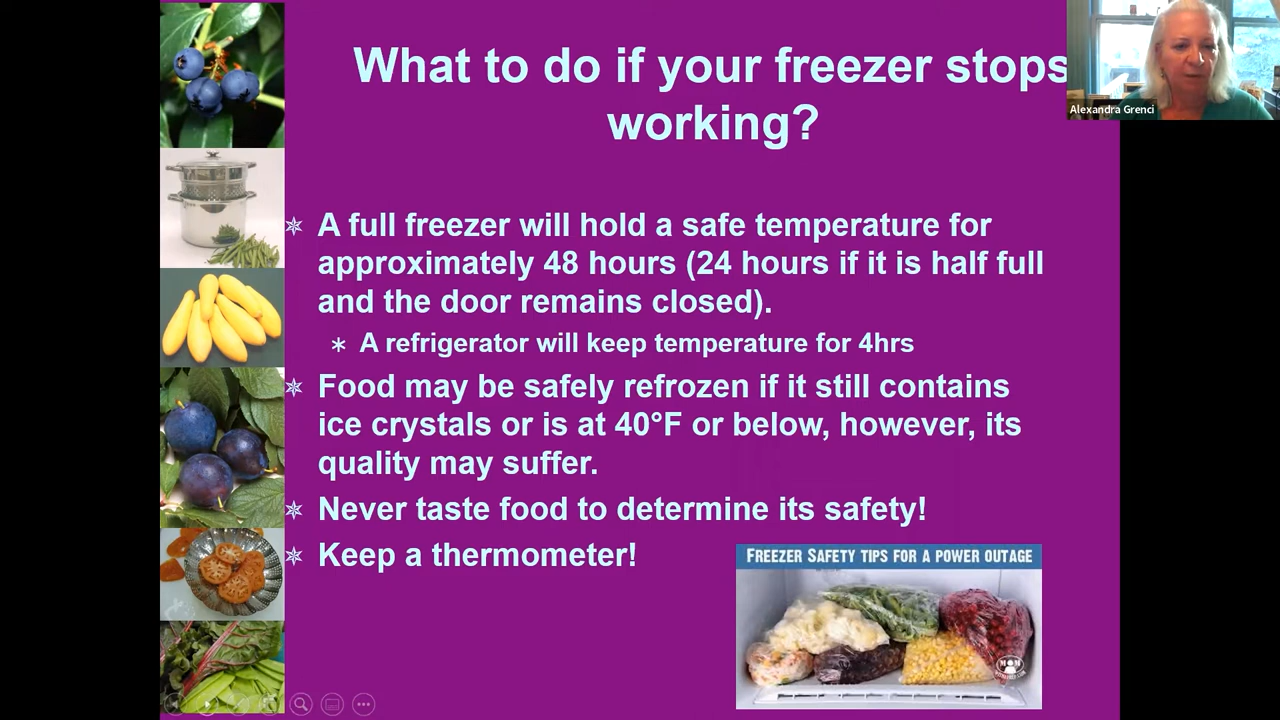 What to do if your freezer stops
working?
Alexandra Grenci
A full freezer will hold a safe temperature for
approximately 48 hours (24 hours if it is half full
and the door remains closed).
A refrigerator will keep temperature for 4hrs
Food may be safely refrozen if it still contains
ice crystals or is at 40°F or below, however, its
quality may suffer.
Never taste food to determine its safety!
Keep a thermometer!
FREEZER SAFETY TIPS FOR A POWER OUTAGE